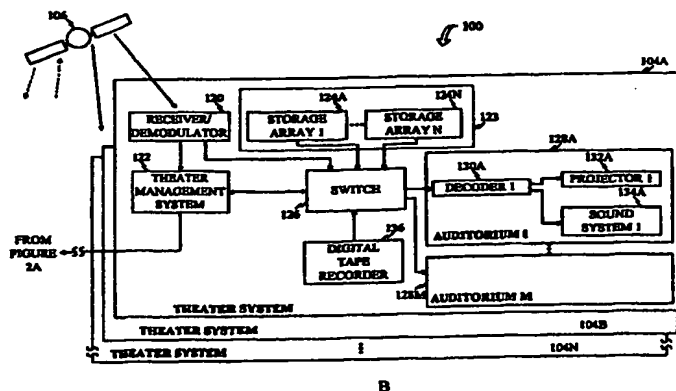 106
100
104A
120
124A
124N
RECEIVER/
DEMODULATOR
STORAGE
ARRAY 1
STORAGE
ARRAY N
123
128A
122
THEATER
MANAGEMENT
SYSTEM
SWITCH
126
130A
DECODER 1
132A
PROJECTOR 1
134A
SOUND
SYSTEM 1
AUDITORIUM 1
FROM
FIGURE
2A
136
DIGITAL
TAPE
RECORDER
128M
AUDITORIUM M
THEATER SYSTEM
THEATER SYSTEM
104B
THEATER SYSTEM
104N
B